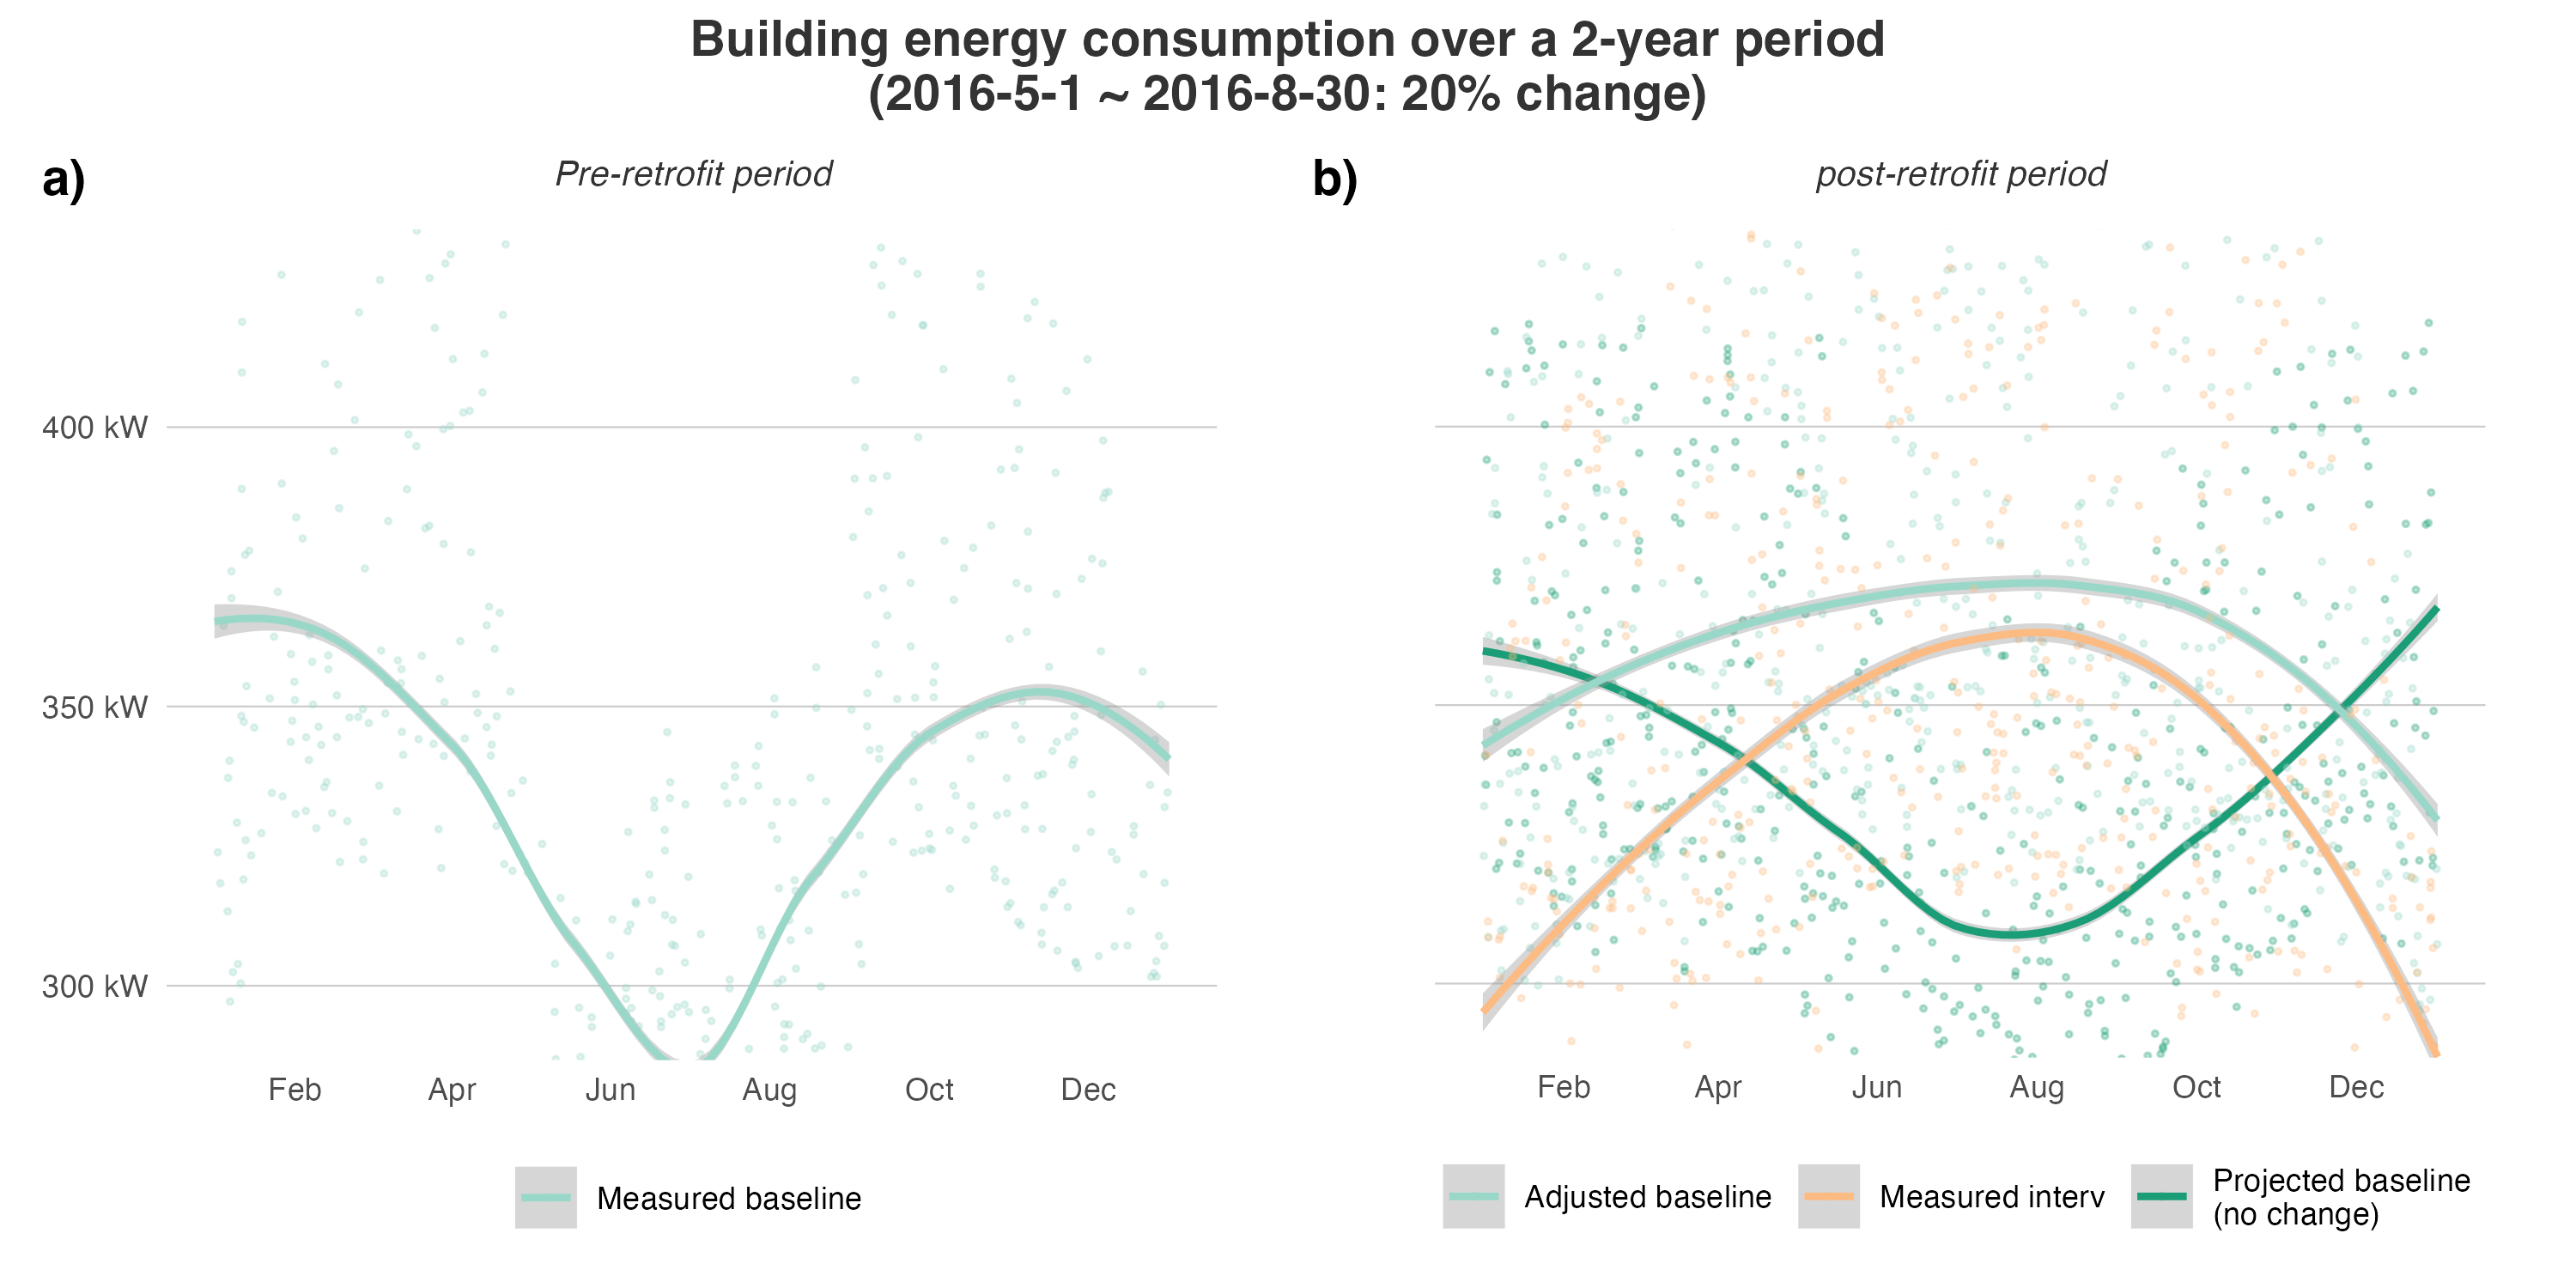 Building energy consumption over a 2-year period
(2016-5-1 ~ 2016-8-30: 20% change)
a)
Pre-retrofit period
400 kW
350 kW
300 kW
Feb Apr Jun Aug Oct Dec
Measured baseline
b)
post-retrofit period
Feb Apr Jun Aug Oct Dec
Adjusted baseline
Measured interv
Projected baseline
(no change)